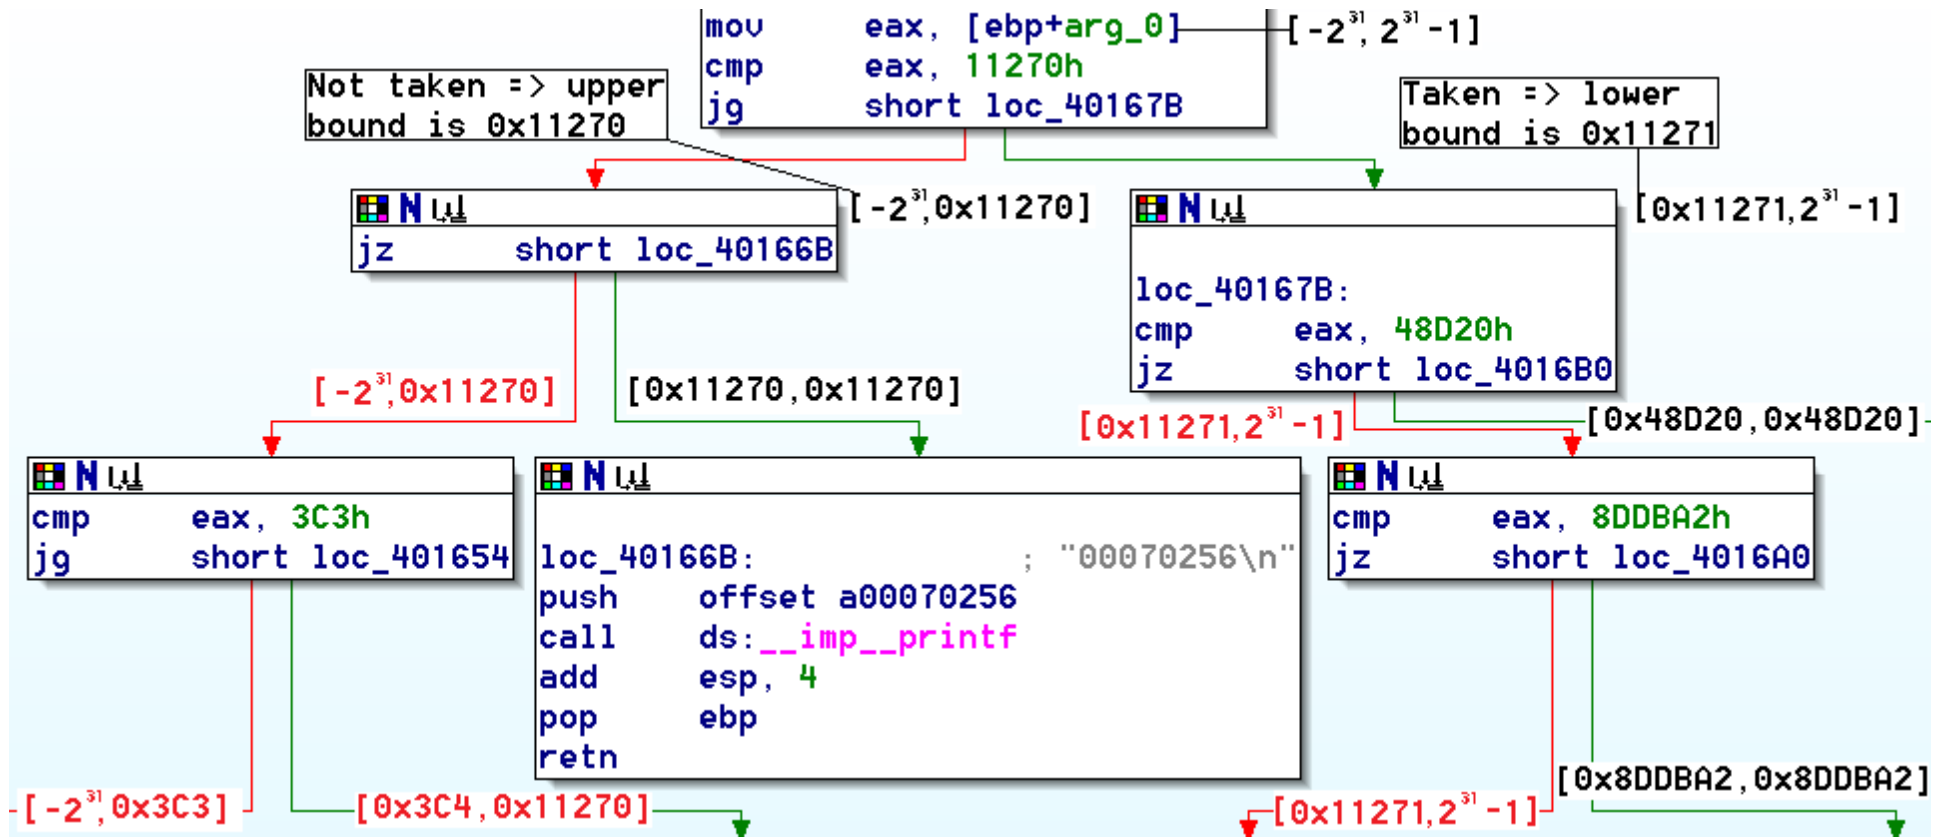 mov eax, [ebp+arg_0]
[-2³¹, 2³¹-1]
cmp eax, 11270h
jg short loc_40167B
Not taken => upper
bound is 0x11270
Taken => lower
bound is 0x11271
[-2³¹,0x11270]
[0x11271,2³¹-1]
jz short loc_40166B
loc_40167B:
cmp eax, 48D20h
jz short loc_4016B0
[-2³¹,0x11270]
[0x11270,0x11270]
[0x11271,2³¹-1]
[0x48D20,0x48D20]
cmp eax, 3C3h
jg short loc_401654
loc_40166B: ; "00070256\n"
push offset a00070256
call ds:__imp__printf
add esp, 4
pop ebp
retn
cmp eax, 8DDBA2h
jz short loc_4016A0
[-2³¹,0x3C3]
[0x3C4,0x11270]
[0x11271,2³¹-1]
[0x8DDBA2,0x8DDBA2]